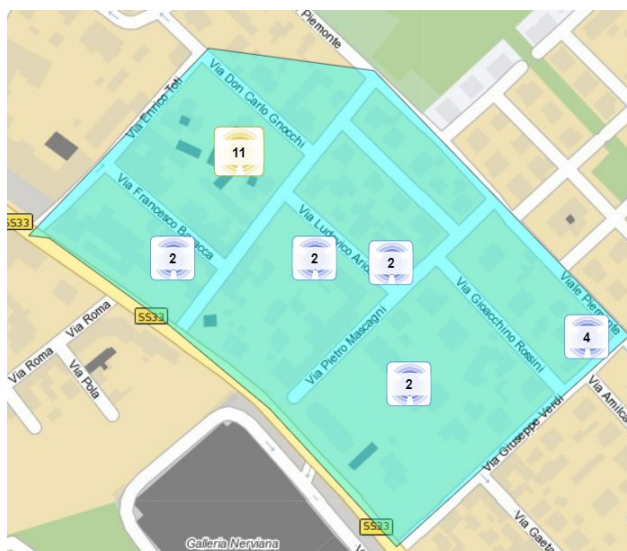 Piemonte
Via Enrico Toti
Via Don Carlo Gnocchi
11
Via Francesco Baracca
SS33
2
Via Ludovico Ario
2
2
Viale Piemonte
Via Gioacchino Rossini
4
Via Roma
SS33
Via Pietro Mascagni
2
Via Roma
Via Pola
Via Amilca
Via Giuseppe Verdi
SS33
Via Gaeta
Galleria Nerviana